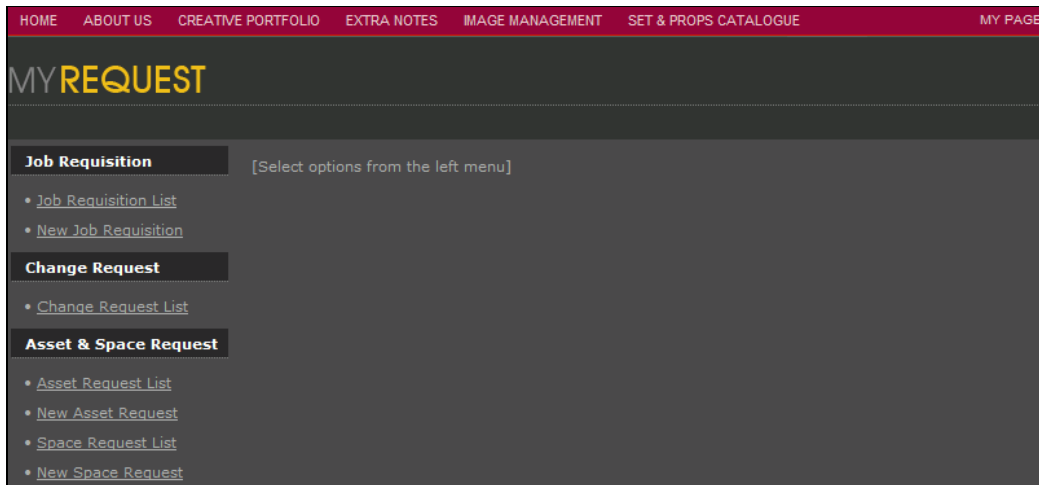 HOME ABOUT US CREATIVE PORTFOLIO EXTRA NOTES IMAGE MANAGEMENT SET & PROPS CATALOGUE MY PAGE
MYREQUEST
Job Requisition
[Select options from the left menu]
• Job Requisition List
• New Job Requisition
Change Request
• Change Request List
Asset & Space Request
• Asset Request List
• New Asset Request
• Space Request List
• New Space Request